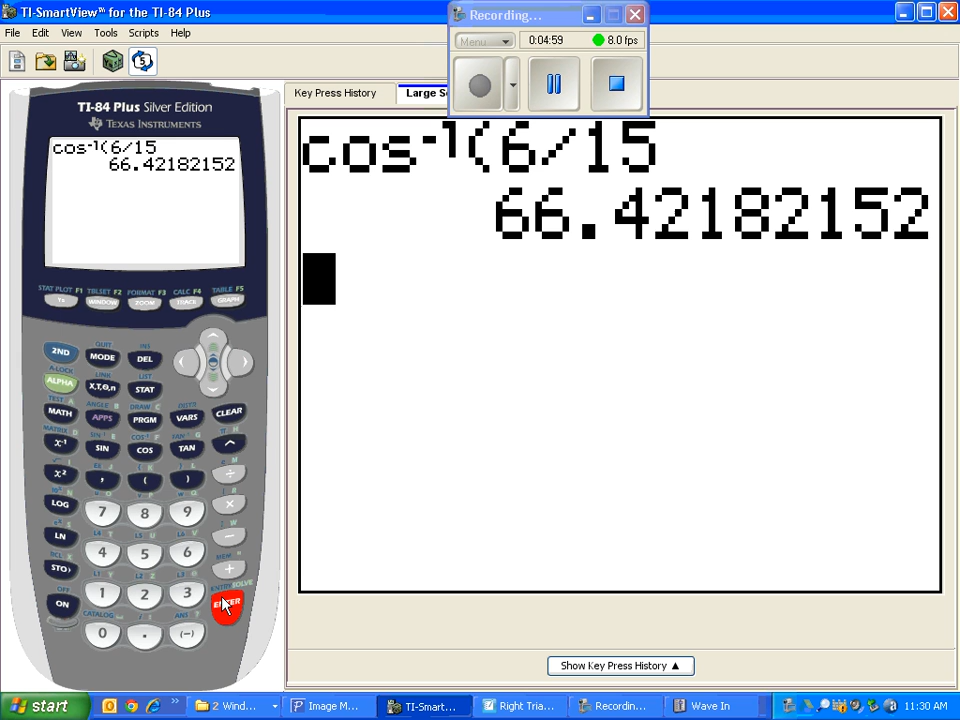 TI-SmartView™ for the TI-84 Plus
Recording...
File Edit View Tools Scripts Help
Menu 0:04:59 8.0 fps
Key Press History Large S
TI-84 Plus Silver Edition
TEXAS INSTRUMENTS
cos⁻¹(6/15
66.42182152
cos⁻¹(6/15
66.42182152
STAT PLOT F1 TBLSET F2 FORMAT F3 CALC F4 TABLE F5
Y= WINDOW ZOOM TRACE GRAPH
QUIT INS
2ND MODE DEL
A-LOCK LINK LIST
ALPHA X,T,Θ,n STAT
TEST A ANGLE B DRAW C DISTR
MATH APPS PRGM VARS CLEAR
MATRIX D SIN⁻¹ E COS⁻¹ F TAN⁻¹ G π H
x⁻¹ SIN COS TAN ^
x² , ( ) ÷
LOG 7 8 9 ×
LN 4 5 6 −
RCL X L1 Y L2 Z L3 MEM "
STO› 1 2 3 +
OFF ENTRY SOLVE
ON 0 . (−) ENTER
CATALOG ANS ?
Show Key Press History ▲
start 2 Wind... Image M... TI-Smart... Right Tria... Recordin... Wave In 11:30 AM